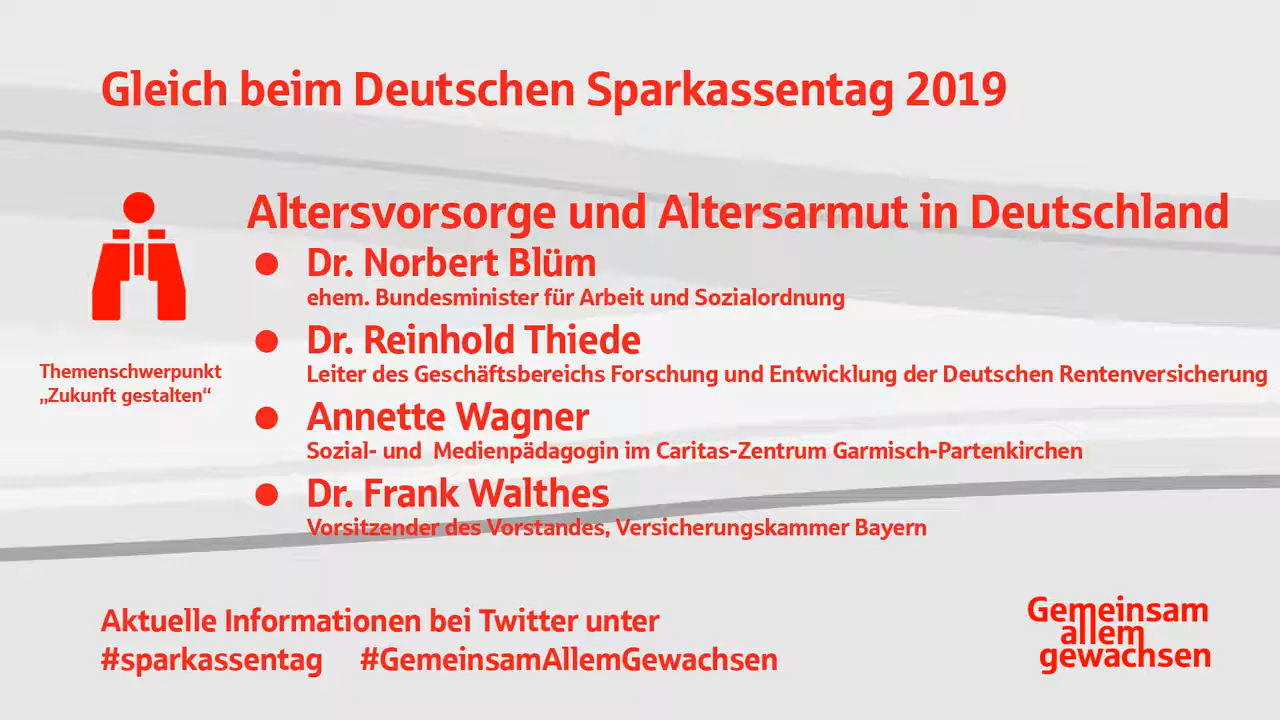 Gleich beim Deutschen Sparkassentag 2019
Altersvorsorge und Altersarmut in Deutschland
Dr. Norbert Blüm
ehem. Bundesminister für Arbeit und Sozialordnung
Dr. Reinhold Thiede
Leiter des Geschäftsbereichs Forschung und Entwicklung der Deutschen Rentenversicherung
Annette Wagner
Sozial- und  Medienpädagogin im Caritas-Zentrum Garmisch-Partenkirchen
Dr. Frank Walthes
Vorsitzender des Vorstandes, Versicherungskammer Bayern
Themenschwerpunkt
„Zukunft gestalten“
Aktuelle Informationen bei Twitter unter
#sparkassentag #GemeinsamAllemGewachsen
Gemeinsam
allem
gewachsen